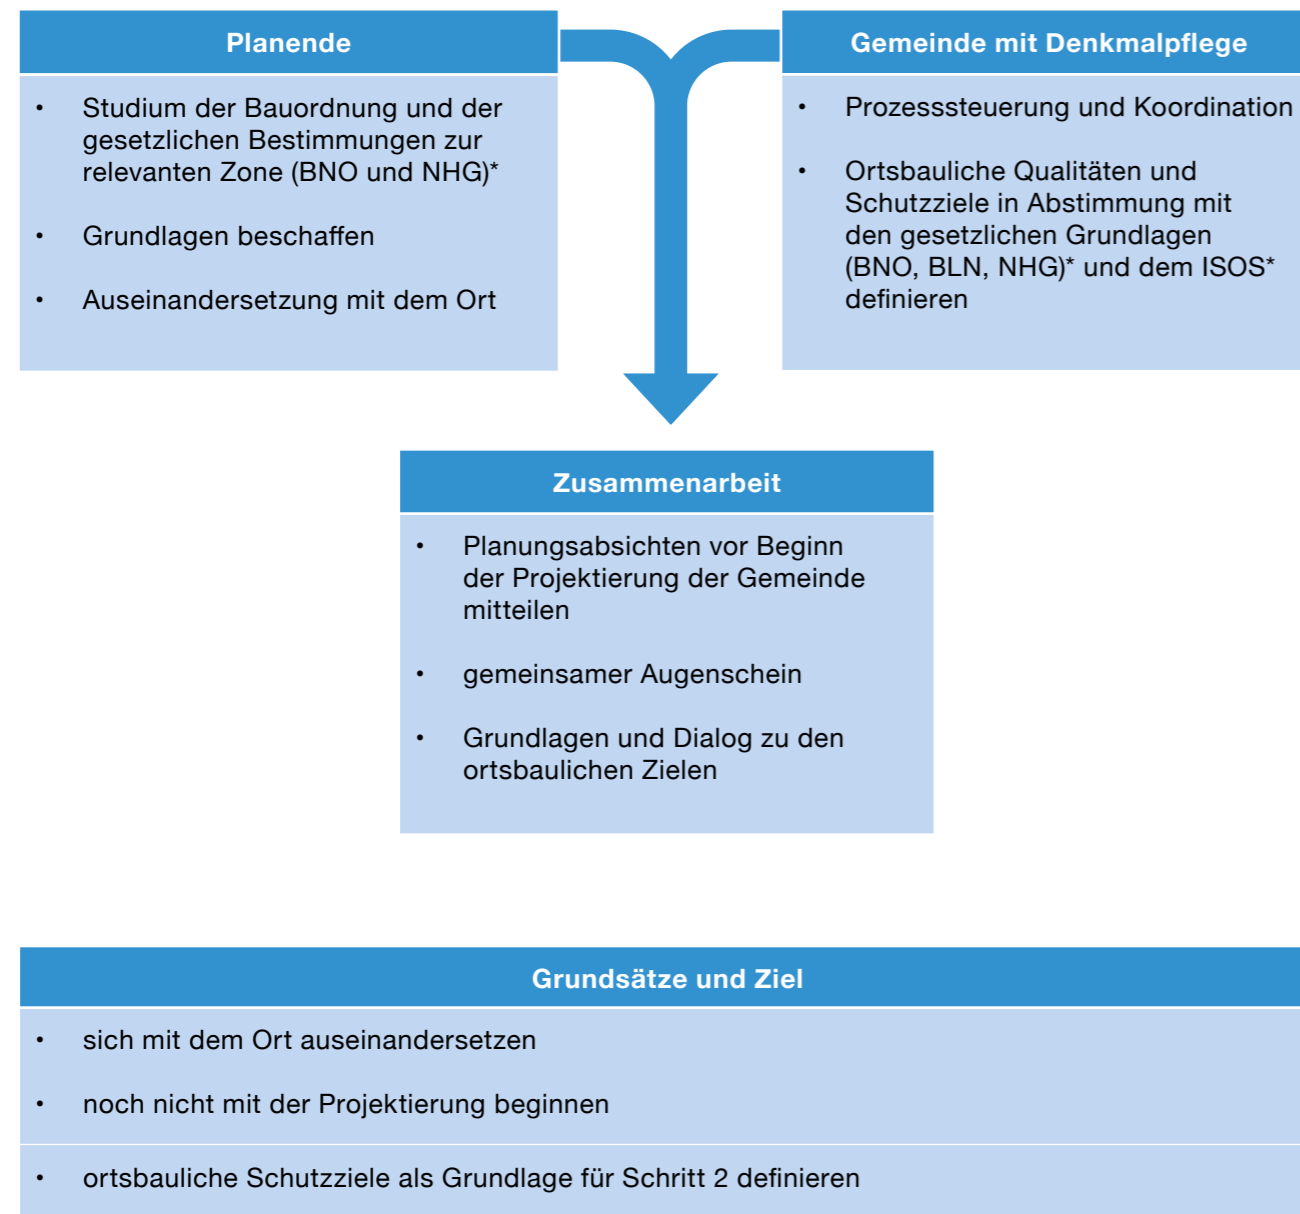 Planende
• Studium der Bauordnung und der
gesetzlichen Bestimmungen zur
relevanten Zone (BNO und NHG)*
• Grundlagen beschaffen
• Auseinandersetzung mit dem Ort
Gemeinde mit Denkmalpflege
• Prozesssteuerung und Koordination
• Ortsbauliche Qualitäten und
Schutzziele in Abstimmung mit
den gesetzlichen Grundlagen
(BNO, BLN, NHG)* und dem ISOS*
definieren
Zusammenarbeit
• Planungsabsichten vor Beginn
der Projektierung der Gemeinde
mitteilen
• gemeinsamer Augenschein
• Grundlagen und Dialog zu den
ortsbaulichen Zielen
Grundsätze und Ziel
• sich mit dem Ort auseinandersetzen
• noch nicht mit der Projektierung beginnen
• ortsbauliche Schutzziele als Grundlage für Schritt 2 definieren